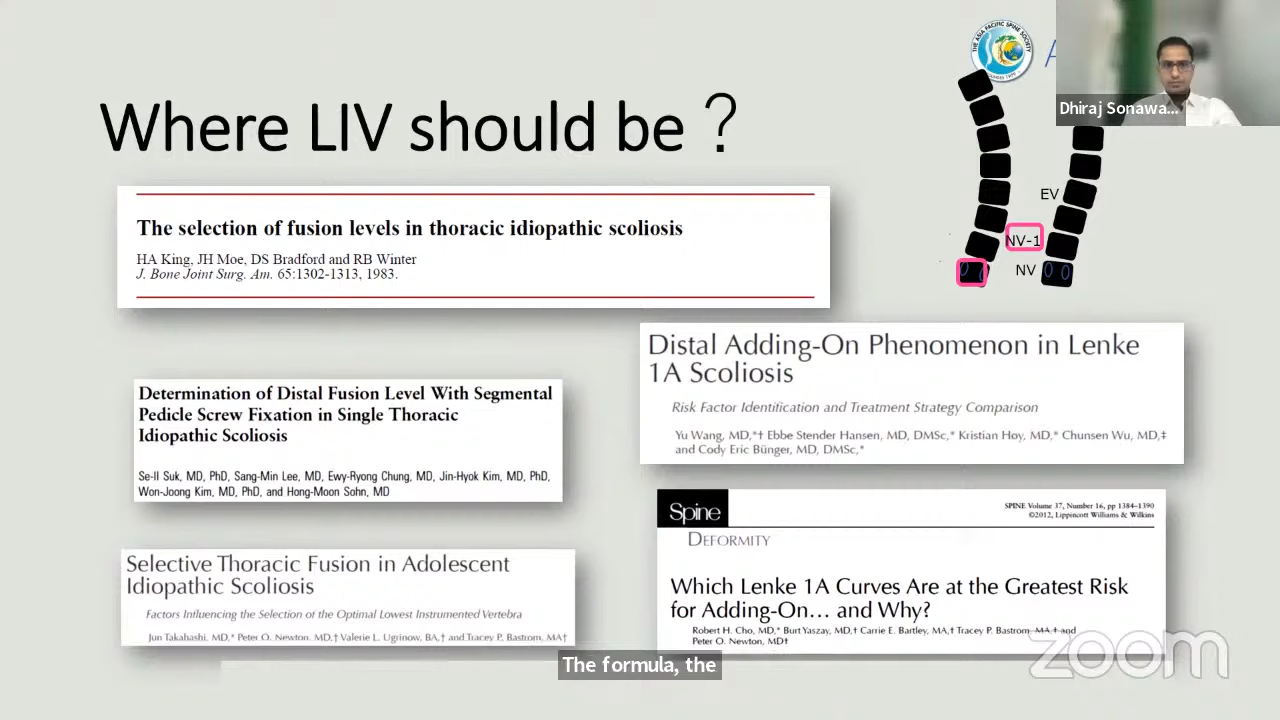 THE ASIA PACIFIC SPINE SOCIETY
A
Dhiraj Sonawa...
Where LIV should be ?
EV
NV-1
NV
The selection of fusion levels in thoracic idiopathic scoliosis
HA King, JH Moe, DS Bradford and RB Winter
J. Bone Joint Surg. Am. 65:1302-1313, 1983.
Distal Adding-On Phenomenon in Lenke
1A Scoliosis
Risk Factor Identification and Treatment Strategy Comparison
Yu Wang, MD,*† Ebbe Stender Hansen, MD, DMSc,* Kristian Høy, MD,* Chunsen Wu, MD,‡
and Cody Eric Bünger, MD, DMSc,*
Determination of Distal Fusion Level With Segmental
Pedicle Screw Fixation in Single Thoracic
Idiopathic Scoliosis
Se-Il Suk, MD, PhD, Sang-Min Lee, MD, Ewy-Ryong Chung, MD, Jin-Hyok Kim, MD, PhD,
Won-Joong Kim, MD, PhD, and Hong-Moon Sohn, MD
Spine
SPINE Volume 37, Number 16, pp 1384–1390
©2012, Lippincott Williams & Wilkins
DEFORMITY
Which Lenke 1A Curves Are at the Greatest Risk
for Adding-On… and Why?
Robert H. Cho, MD,* Burt Yaszay, MD,† Carrie E. Bartley, MA,† Tracey P. Bastrom, MA,† and
Peter O. Newton, MD†
Selective Thoracic Fusion in Adolescent
Idiopathic Scoliosis
Factors Influencing the Selection of the Optimal Lowest Instrumented Vertebra
Jun Takahashi, MD,* Peter O. Newton, MD,† Valerie L. Ugrinow, BA,† and Tracey P. Bastrom, MA†
The formula, the
zoom